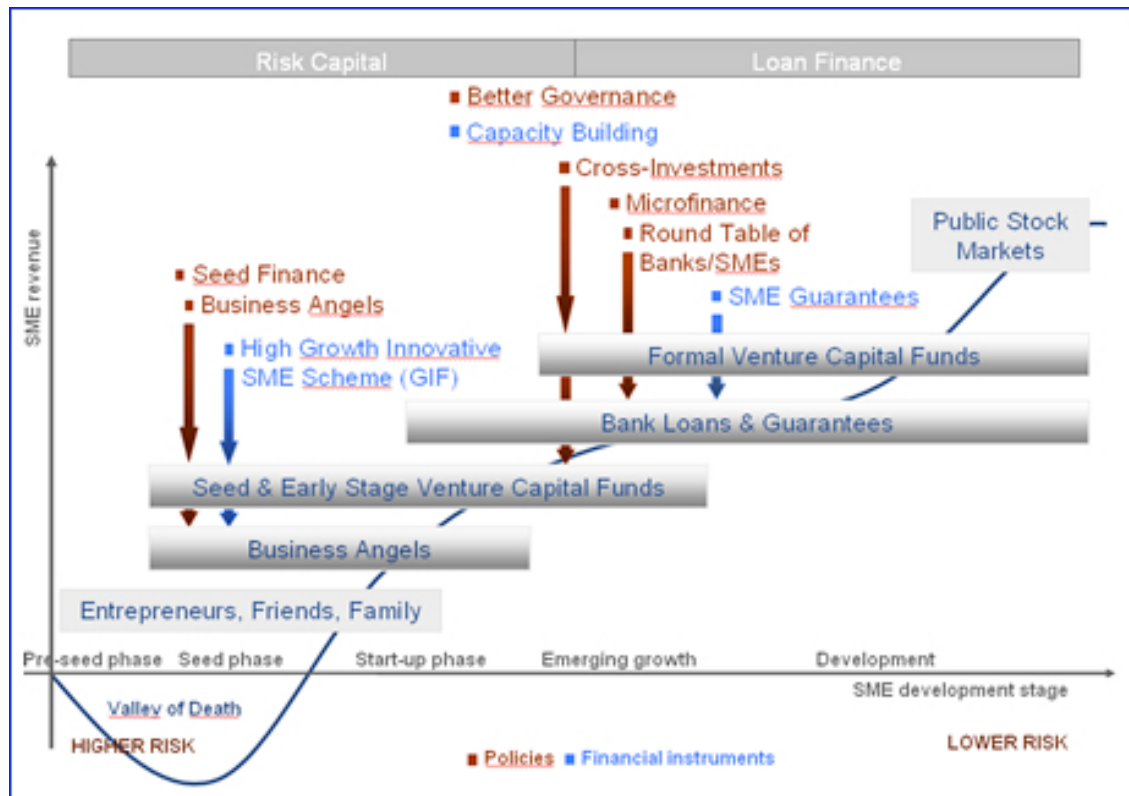 Risk Capital
Loan Finance
Better Governance
Capacity Building
Cross-Investments
Microfinance
Round Table of
Banks/SMEs
Public Stock
Markets
SME revenue
Seed Finance
Business Angels
SME Guarantees
High Growth Innovative
SME Scheme (GIF)
Formal Venture Capital Funds
Bank Loans & Guarantees
Seed & Early Stage Venture Capital Funds
Business Angels
Entrepreneurs, Friends, Family
Pre-seed phase
Seed phase
Start-up phase
Emerging growth
Development
SME development stage
Valley of Death
HIGHER RISK
LOWER RISK
Policies
Financial instruments